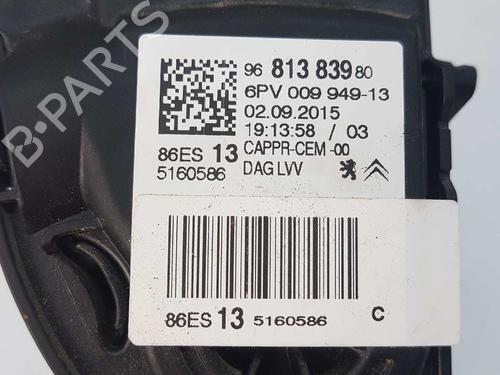 96 813 839 80
6PV 009 949-13
02.09.2015
19:13:58 / 03
86ES 13 CAPPR-CEM -00
5160586 DAG LVV
86ES 13 5160586 C